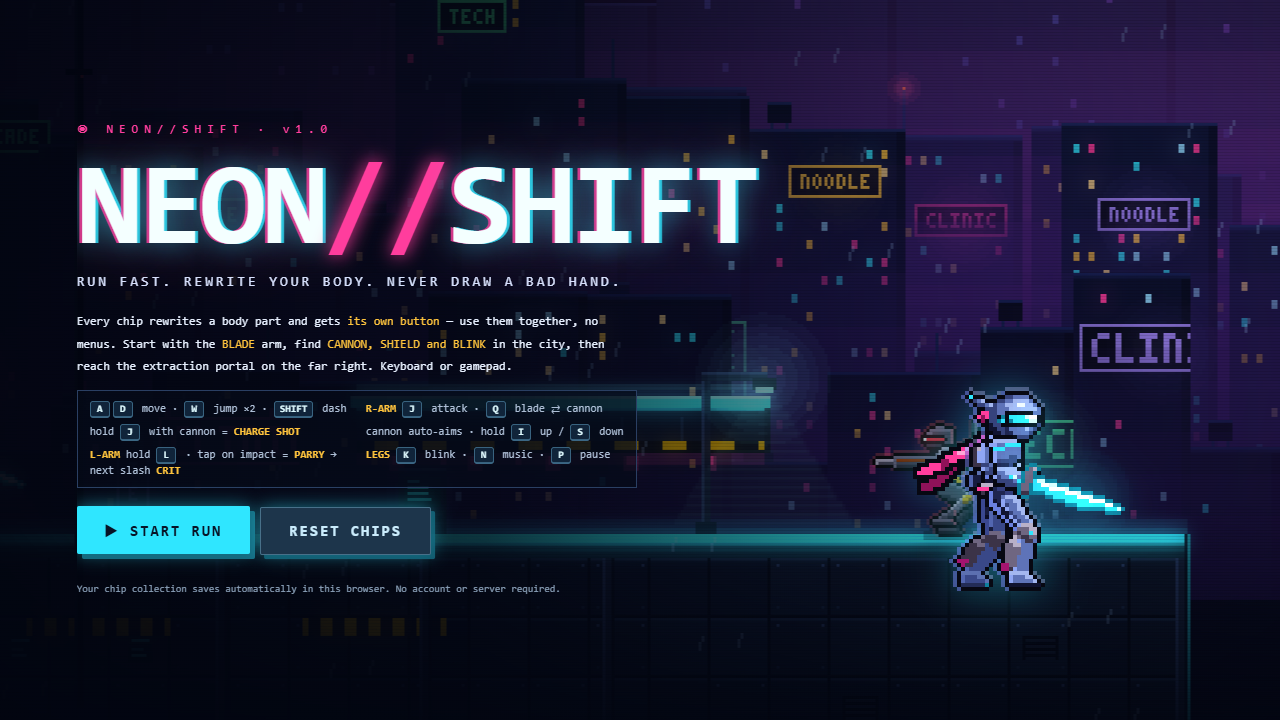 TECH
◉ NEON//SHIFT · v1.0
NEON//SHIFT
NOODLE
CLINIC
NOODLE
RUN FAST. REWRITE YOUR BODY. NEVER DRAW A BAD HAND.
Every chip rewrites a body part and gets its own button — use them together, no
menus. Start with the BLADE arm, find CANNON, SHIELD and BLINK in the city, then
reach the extraction portal on the far right. Keyboard or gamepad.
A D move · W jump ×2 · SHIFT dash
R-ARM J attack · Q blade ⇄ cannon
hold J with cannon = CHARGE SHOT
cannon auto-aims · hold I up / S down
L-ARM hold L · tap on impact = PARRY →
next slash CRIT
LEGS K blink · N music · P pause
▶ START RUN
RESET CHIPS
Your chip collection saves automatically in this browser. No account or server required.